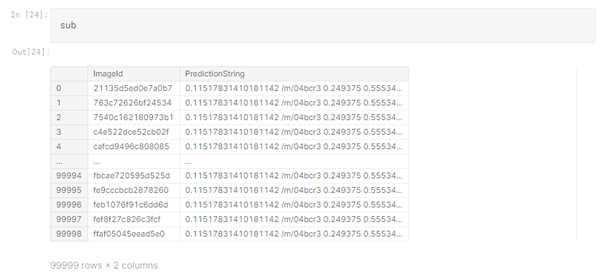 In [24]:
sub
Out[24]:
ImageId PredictionString
0 21135d5ed0e7a0b7 0.11517831410181142 /m/04bcr3 0.249375 0.55534...
1 763c72626bf24534 0.11517831410181142 /m/04bcr3 0.249375 0.55534...
2 7540c162180973b1 0.11517831410181142 /m/04bcr3 0.249375 0.55534...
3 c4e522dce52cb02f 0.11517831410181142 /m/04bcr3 0.249375 0.55534...
4 cafcd9496c808085 0.11517831410181142 /m/04bcr3 0.249375 0.55534...
... ... ...
99994 fbcae720595d525d 0.11517831410181142 /m/04bcr3 0.249375 0.55534...
99995 fe9cccbcb2878260 0.11517831410181142 /m/04bcr3 0.249375 0.55534...
99996 feb1076f91c6dd6d 0.11517831410181142 /m/04bcr3 0.249375 0.55534...
99997 fef8f27c826c3fcf 0.11517831410181142 /m/04bcr3 0.249375 0.55534...
99998 ffaf05045eead5e0 0.11517831410181142 /m/04bcr3 0.249375 0.55534...
99999 rows × 2 columns